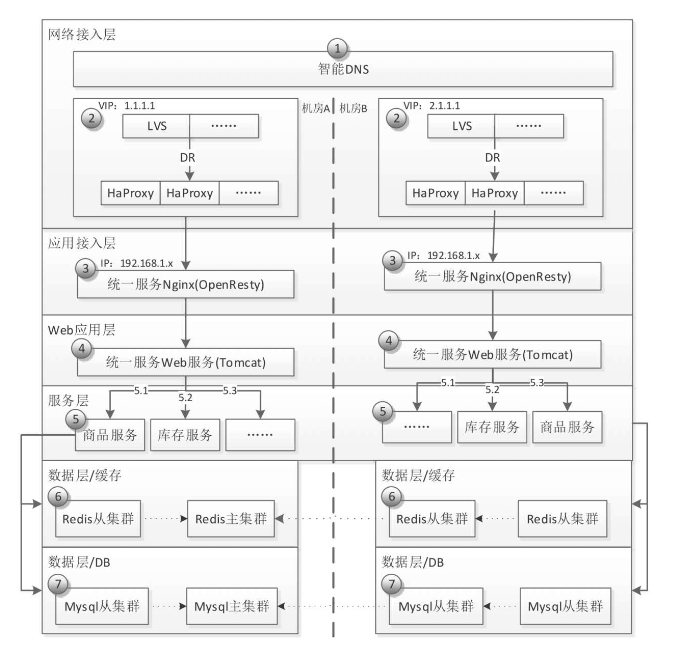 网络接入层
1
智能DNS
机房A
机房B
VIP：1.1.1.1
2
LVS
……
DR
HaProxy
HaProxy
……
VIP：2.1.1.1
2
LVS
……
DR
HaProxy
HaProxy
……
应用接入层
3
IP：192.168.1.x
统一服务Nginx(OpenResty)
3
IP：192.168.1.x
统一服务Nginx(OpenResty)
Web应用层
4
统一服务Web服务(Tomcat)
4
统一服务Web服务(Tomcat)
服务层
5.1
5.2
5.3
5
商品服务
库存服务
……
5.1
5.2
5.3
5
……
库存服务
商品服务
数据层/缓存
6
Redis从集群
Redis主集群
数据层/缓存
6
Redis从集群
Redis从集群
数据层/DB
7
Mysql从集群
Mysql主集群
数据层/DB
7
Mysql从集群
Mysql从集群